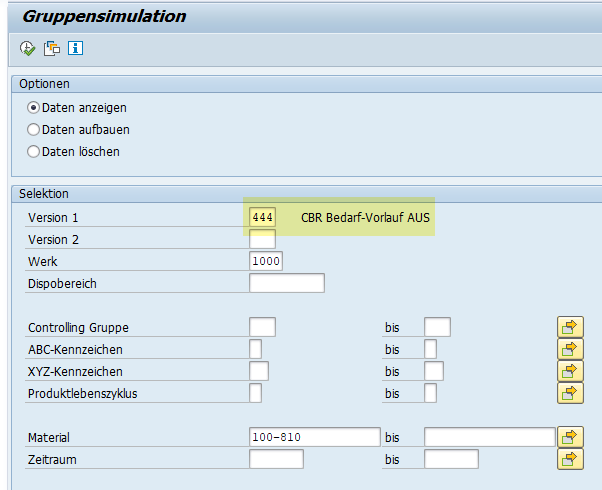 Gruppensimulation
Optionen
Daten anzeigen
Daten aufbauen
Daten löschen
Selektion
Version 1 444 CBR Bedarf-Vorlauf AUS
Version 2
Werk 1000
Dispobereich
Controlling Gruppe bis
ABC-Kennzeichen bis
XYZ-Kennzeichen bis
Produktlebenszyklus bis
Material 100-810 bis
Zeitraum bis